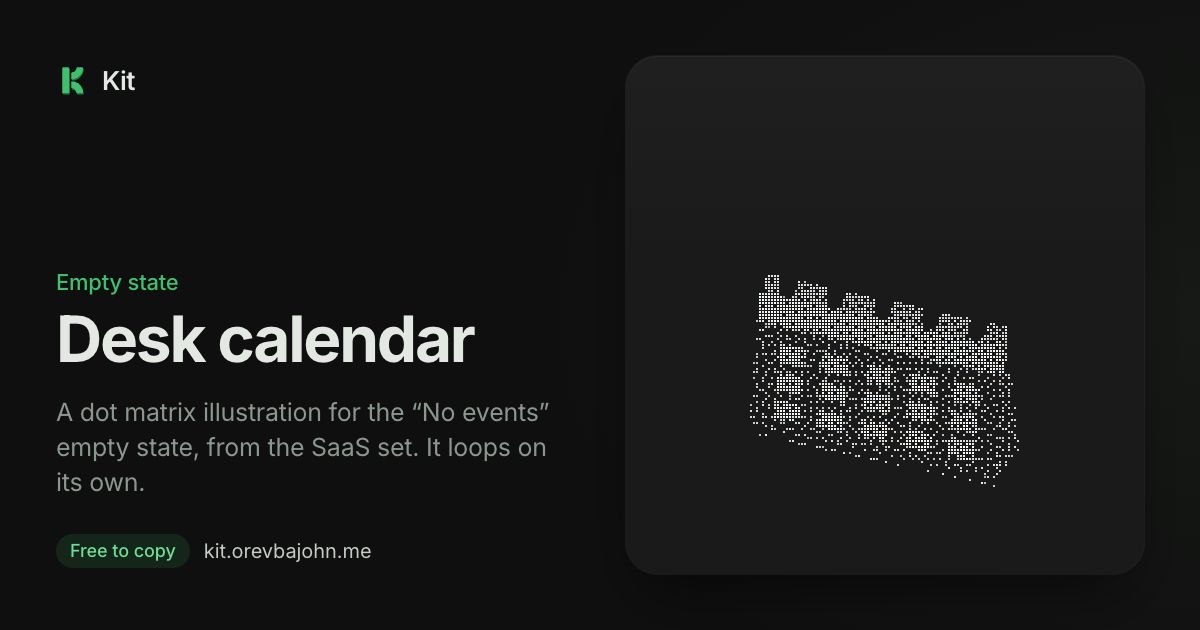 Kit
Empty state
Desk calendar
A dot matrix illustration for the “No events”
empty state, from the SaaS set. It loops on
its own.
Free to copy
kit.orevbajohn.me